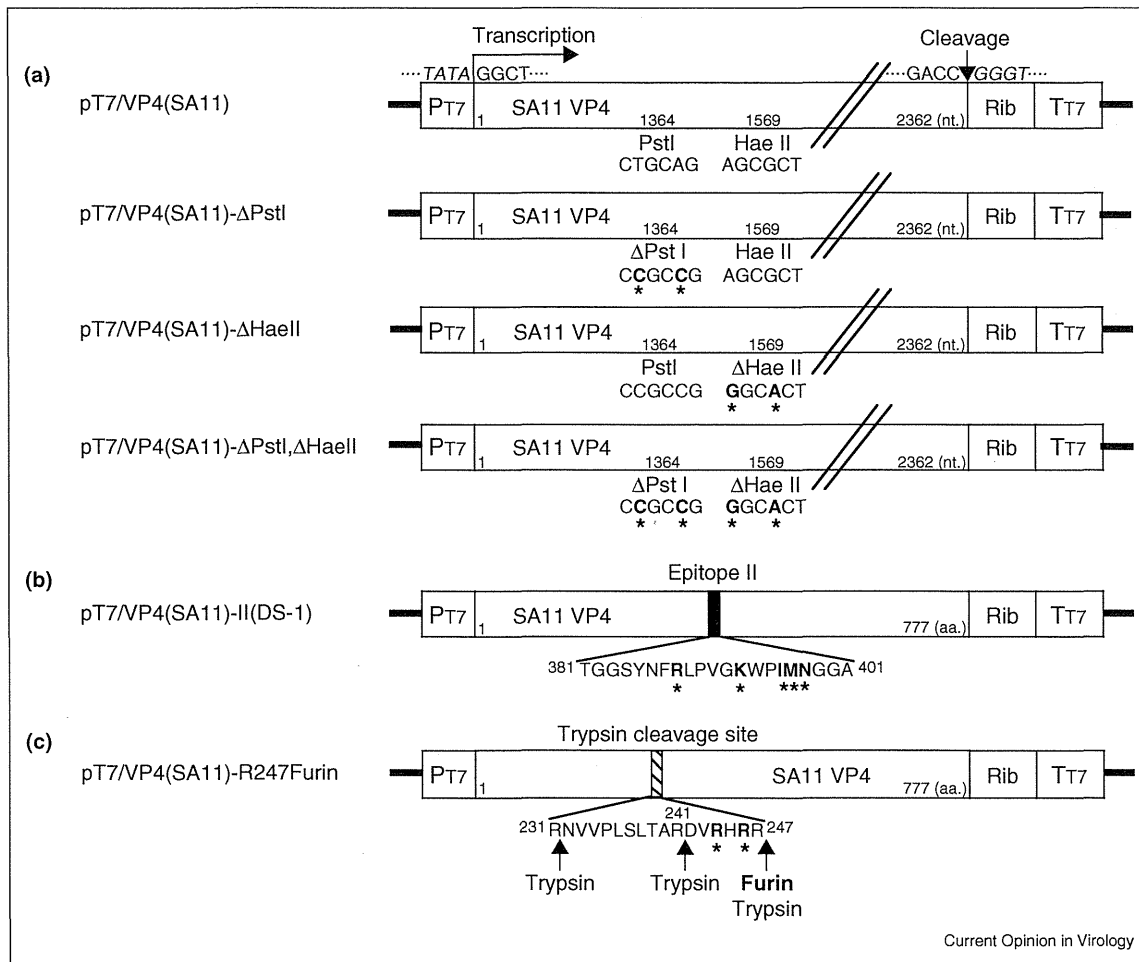 Transcription
Cleavage
(a)
····TATA GGCT····
····GACC GGGT····
pT7/VP4(SA11)
PT7
1
SA11 VP4
2362 (nt.)
Rib
TT7
1364
1569
PstI
Hae II
CTGCAG
AGCGCT
pT7/VP4(SA11)-ΔPstI
PT7
1
SA11 VP4
2362 (nt.)
Rib
TT7
1364
1569
ΔPst I
Hae II
CCGCCG
AGCGCT
* *
pT7/VP4(SA11)-ΔHaeII
PT7
1
SA11 VP4
2362 (nt.)
Rib
TT7
1364
1569
PstI
ΔHae II
CCGCCG
GGCACT
* *
pT7/VP4(SA11)-ΔPstI,ΔHaeII
PT7
1
SA11 VP4
2362 (nt.)
Rib
TT7
1364
1569
ΔPst I
ΔHae II
CCGCCG
GGCACT
* * * *
(b)
Epitope II
pT7/VP4(SA11)-II(DS-1)
PT7
1
SA11 VP4
777 (aa.)
Rib
TT7
381 TGGSYNFRLPVGKWPIMNGGA 401
* * ***
(c)
Trypsin cleavage site
pT7/VP4(SA11)-R247Furin
PT7
1
SA11 VP4
777 (aa.)
Rib
TT7
241
231 RNVVPLSLTARDVRHRR 247
* *
Trypsin
Trypsin
Furin
Trypsin
Current Opinion in Virology